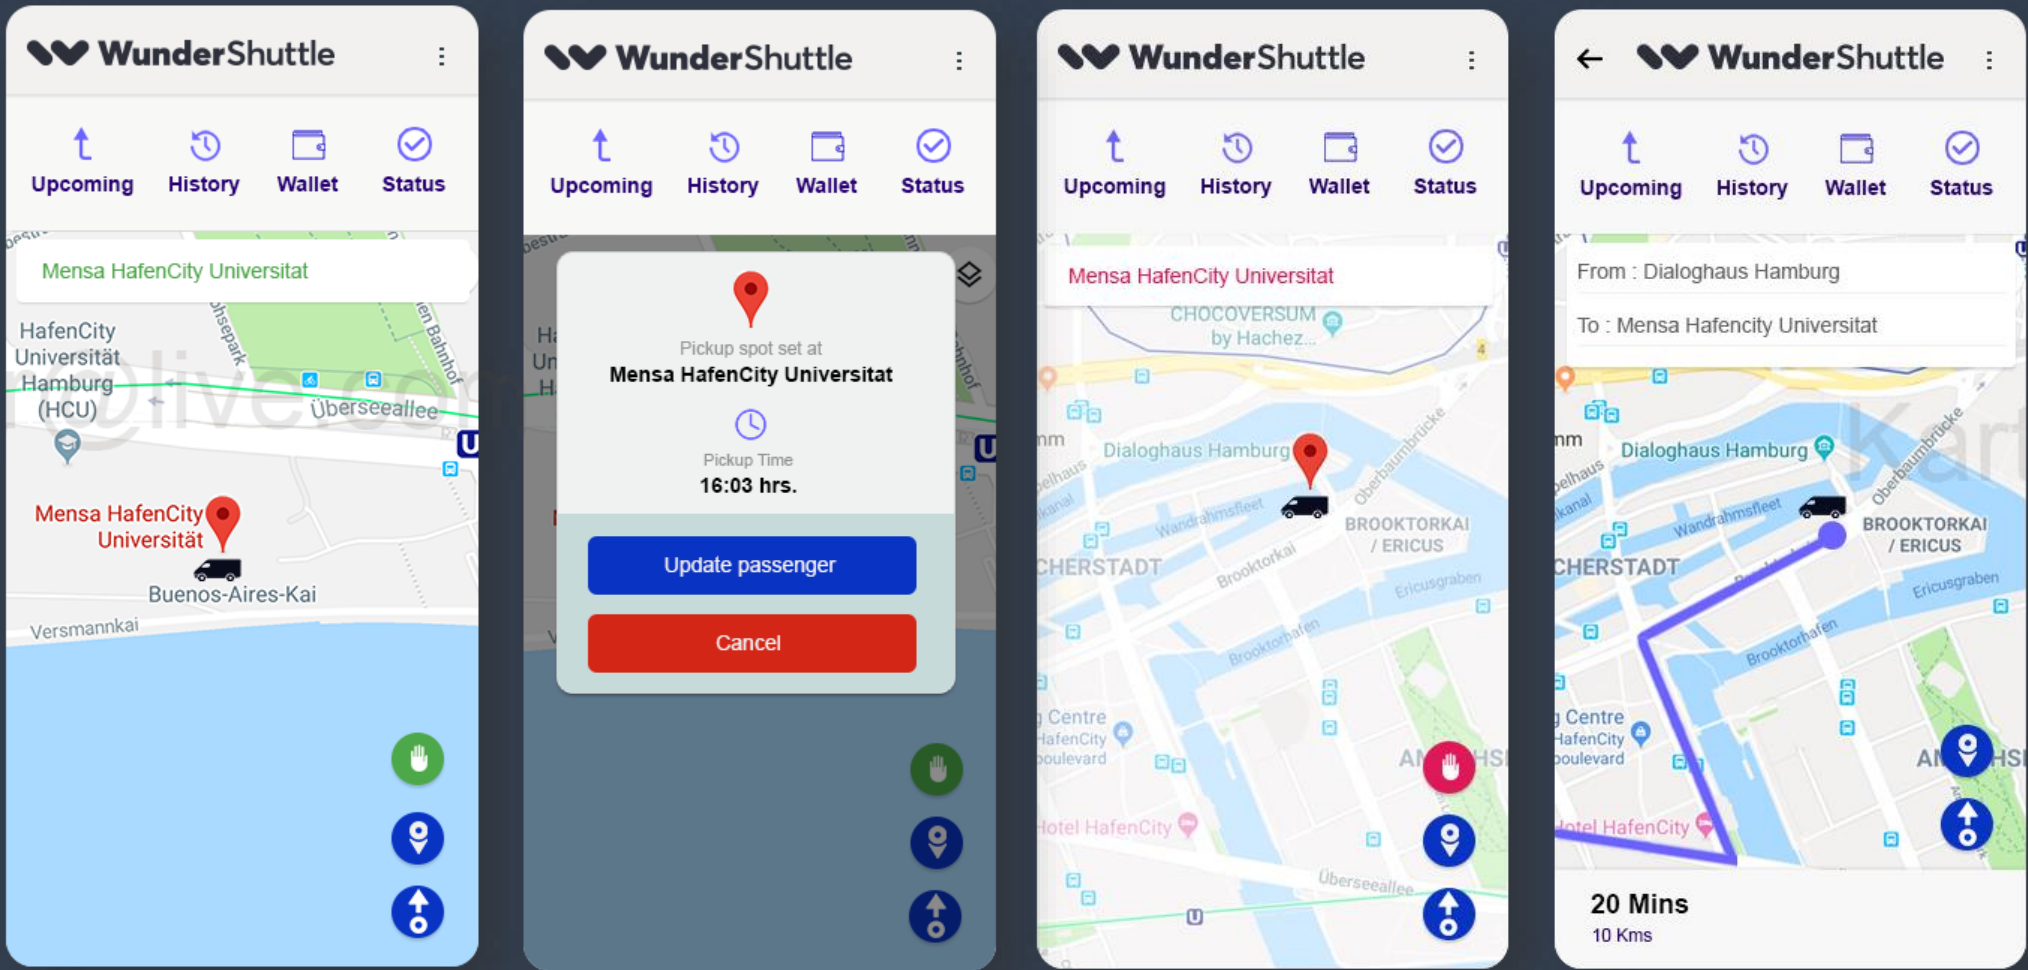 WunderShuttle
Upcoming History Wallet Status
Mensa HafenCity Universitat
HafenCity
Universität
Hamburg
(HCU)
Überseeallee
U
Mensa HafenCity
Universität
Buenos-Aires-Kai
Versmannkai
WunderShuttle
Upcoming History Wallet Status
Pickup spot set at
Mensa HafenCity Universitat
Pickup Time
16:03 hrs.
Update passenger
Cancel
U
WunderShuttle
Upcoming History Wallet Status
Mensa HafenCity Universitat
CHOCOVERSUM
by Hachez...
4
Dialoghaus Hamburg
Oberbaumbrücke
Wandrahmsfleet
BROOKTORKAI
/ ERICUS
CHERSTADT
Brooktorkai
Ericusgraben
Brooktorhafen
Centre
HafenCity
boulevard
Hotel HafenCity
Überseeallee
U
WunderShuttle
Upcoming History Wallet Status
From : Dialoghaus Hamburg
To : Mensa Hafencity Universitat
Dialoghaus Hamburg
Oberbaumbrücke
Wandrahmsfleet
BROOKTORKAI
/ ERICUS
CHERSTADT
Ericusgraben
Brooktorhafen
Centre
HafenCity
boulevard
Hotel HafenCity
20 Mins
10 Kms